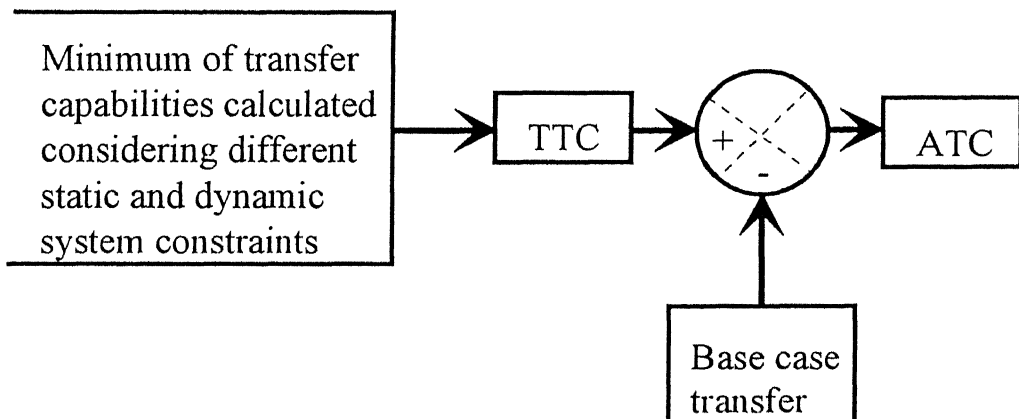 Minimum of transfer
capabilities calculated
considering different
static and dynamic
system constraints
TTC
+
-
ATC
Base case
transfer